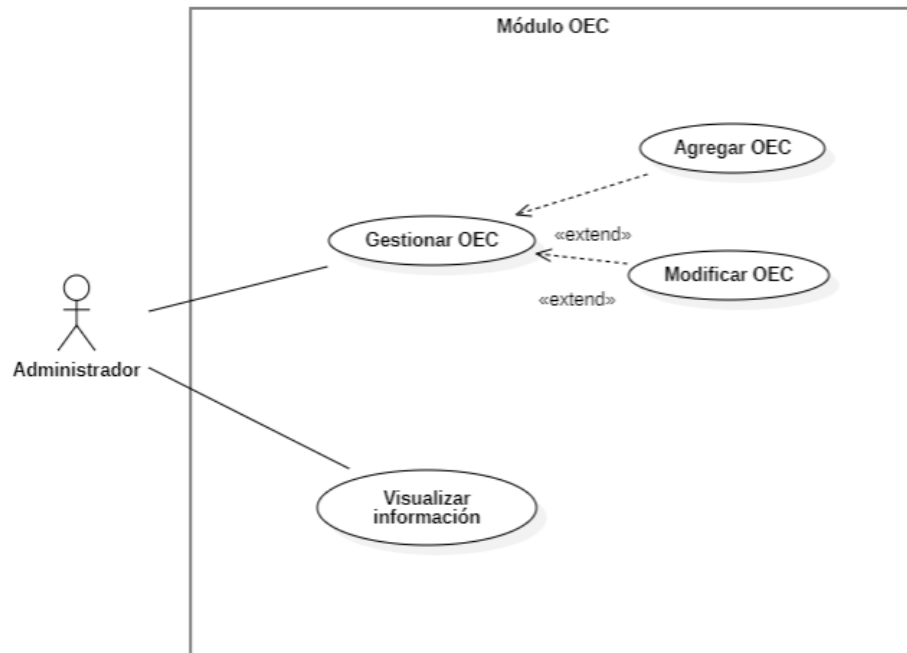 Módulo OEC
Agregar OEC
Gestionar OEC
«extend»
Modificar OEC
«extend»
Administrador
Visualizar
información